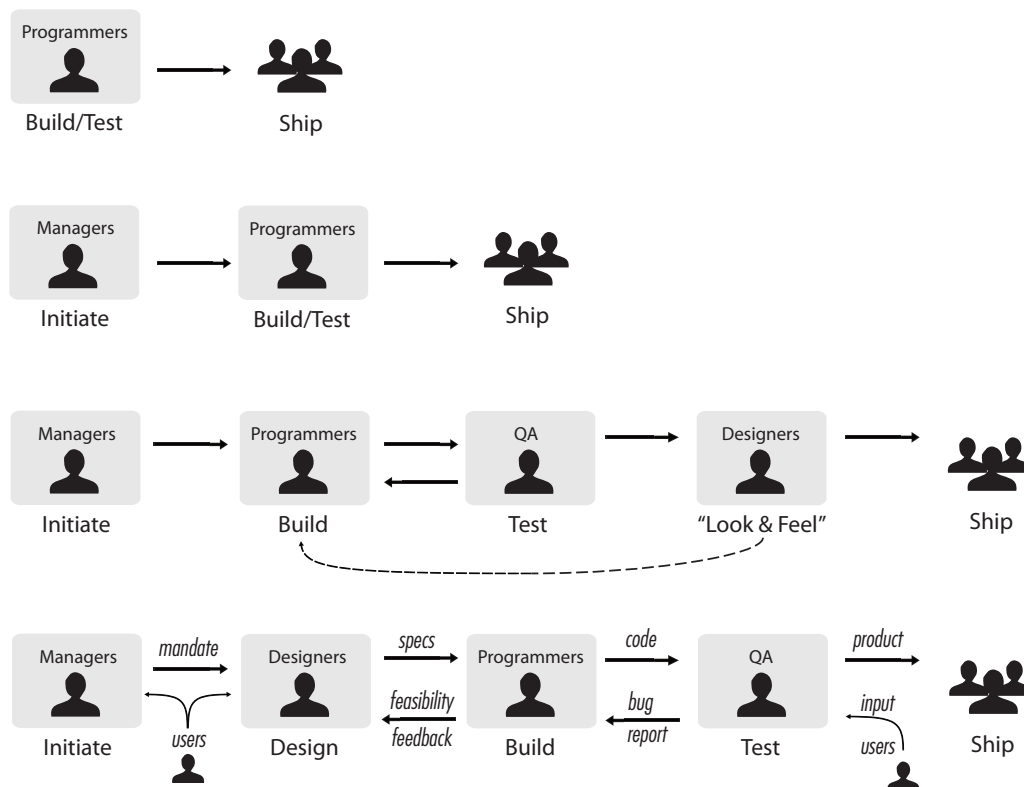 Programmers
Build/Test
Ship
Managers
Programmers
Initiate
Build/Test
Ship
Managers
Programmers
QA
Designers
Initiate
Build
Test
“Look & Feel”
Ship
Managers
mandate
Designers
specs
Programmers
code
QA
product
feasibility
feedback
bug
report
input
users
users
Initiate
Design
Build
Test
Ship